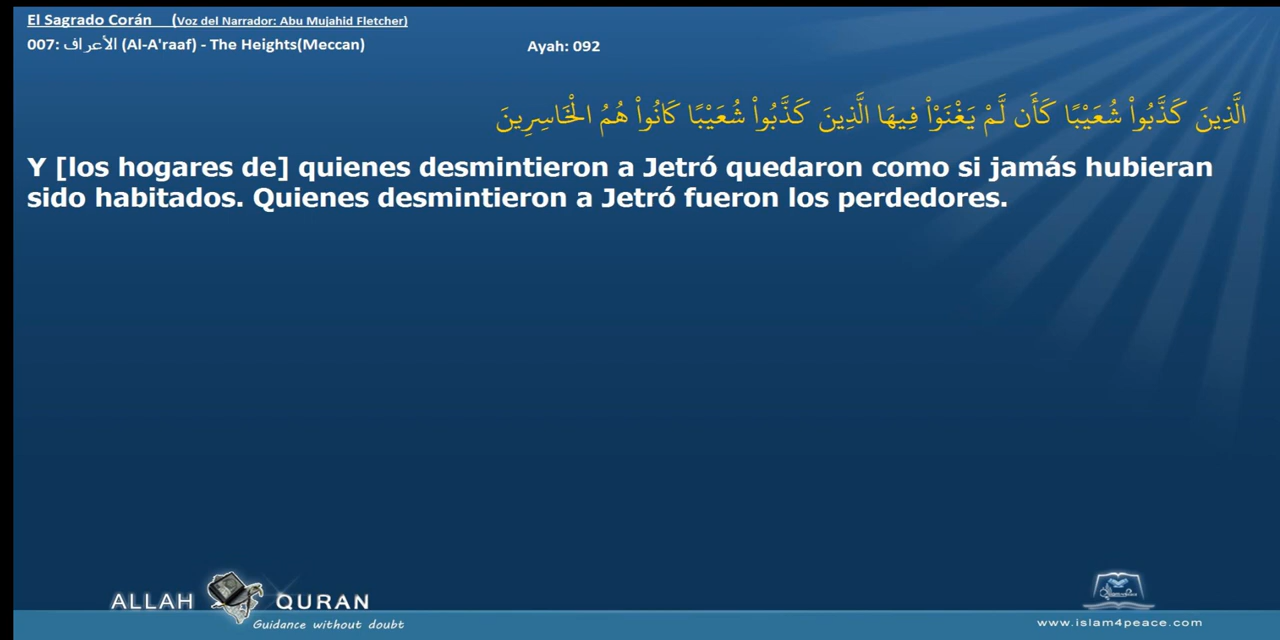 El Sagrado Corán (Voz del Narrador: Abu Mujahid Fletcher)
007: الأعراف (Al-A'raaf) - The Heights(Meccan) Ayah: 092
الَّذِينَ كَذَّبُواْ شُعَيْبًا كَأَن لَّمْ يَغْنَوْاْ فِيهَا الَّذِينَ كَذَّبُواْ شُعَيْبًا كَانُواْ هُمُ الْخَاسِرِينَ
Y [los hogares de] quienes desmintieron a Jetró quedaron como si jamás hubieran
sido habitados. Quienes desmintieron a Jetró fueron los perdedores.
ALLAH QURAN
Guidance without doubt
www.islam4peace.com